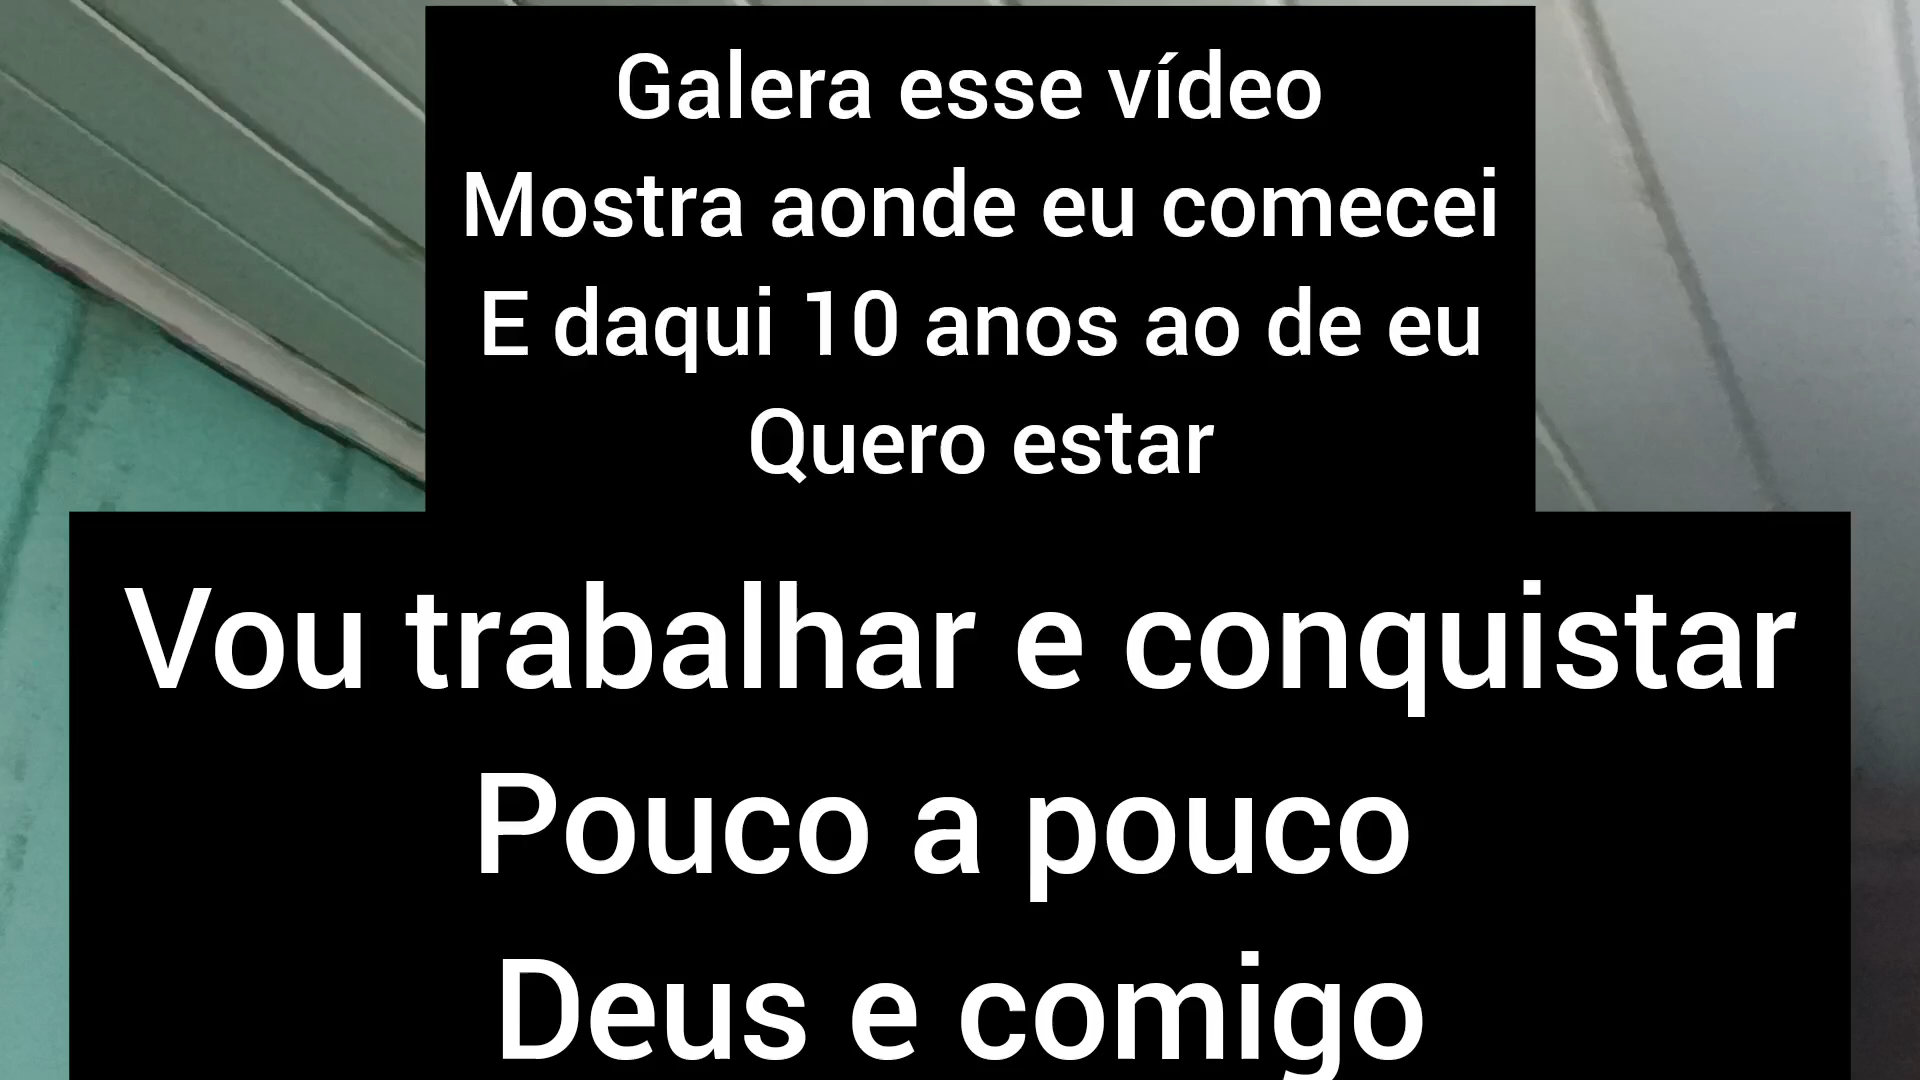 Galera esse vídeo
Mostra aonde eu comecei
E daqui 10 anos ao de eu
Quero estar
Vou trabalhar e conquistar
Pouco a pouco
Deus e comigo